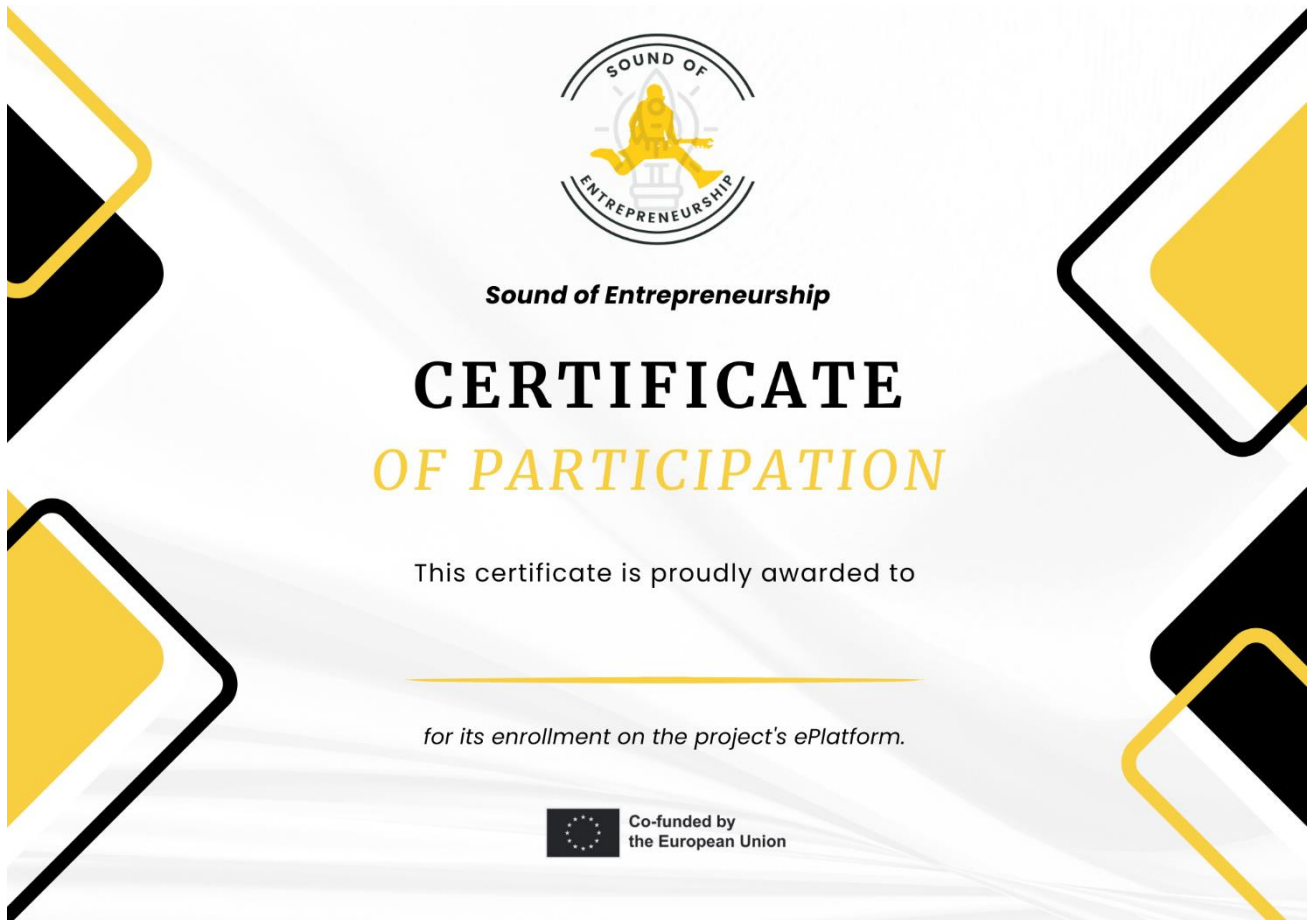 SOUND OF
ENTREPRENEURSHIP
Sound of Entrepreneurship
CERTIFICATE
OF PARTICIPATION
This certificate is proudly awarded to
for its enrollment on the project's ePlatform.
Co-funded by
the European Union